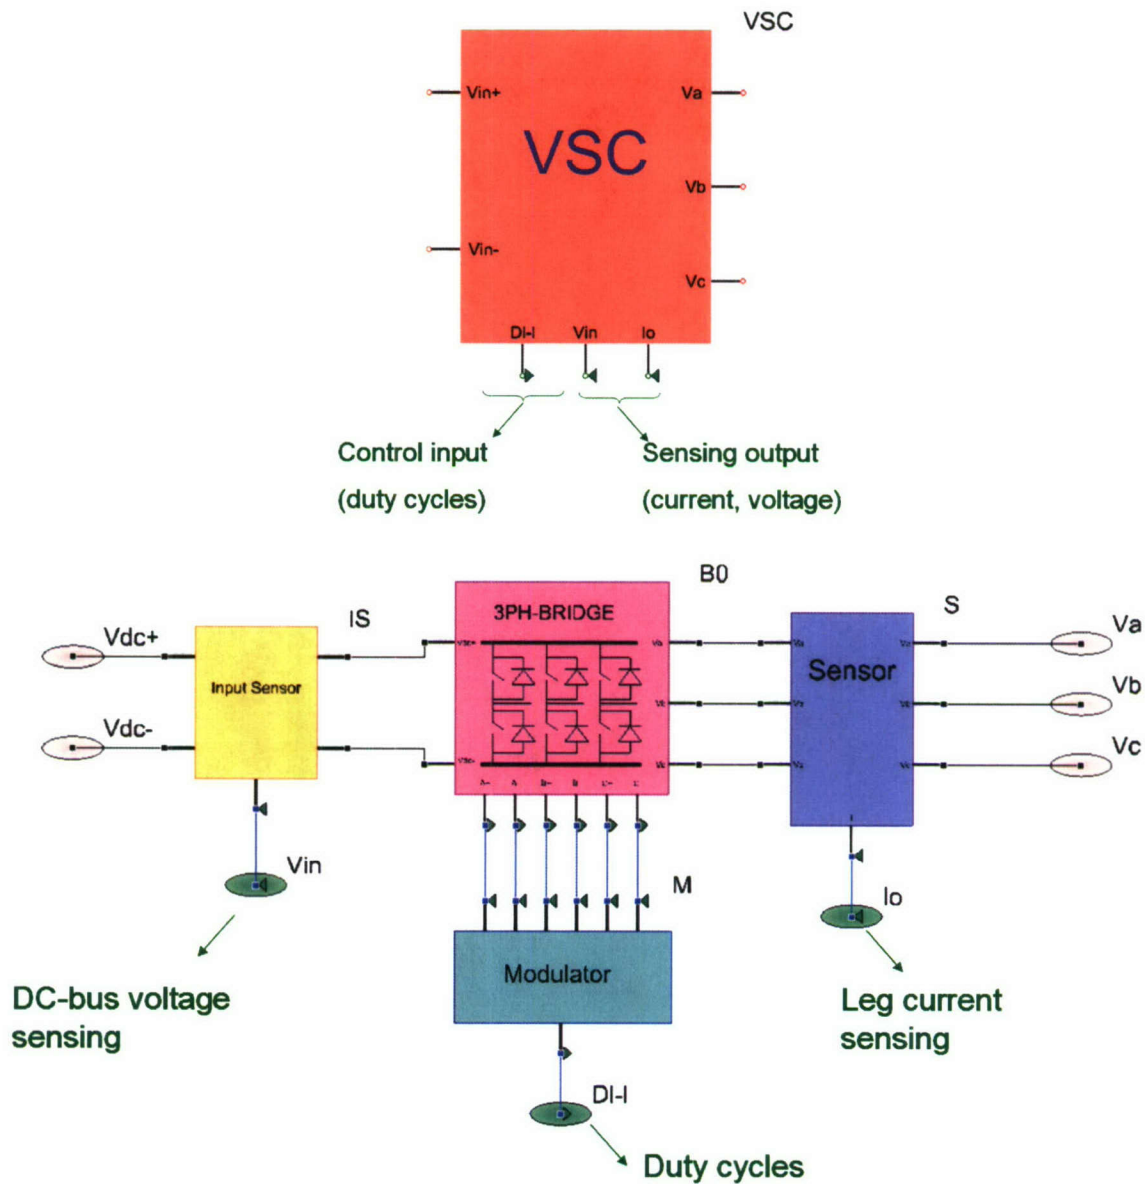 VSC
Vin+
Va
VSC
Vb
Vin-
Vc
Dl-l Vin Io
Control input
(duty cycles)
Sensing output
(current, voltage)
B0
3PH-BRIDGE
IS
S
Vdc+
Va
Input Sensor
Sensor
Vb
Vdc-
Vc
Vin
M
Io
Modulator
DC-bus voltage
sensing
Leg current
sensing
Dl-l
Duty cycles